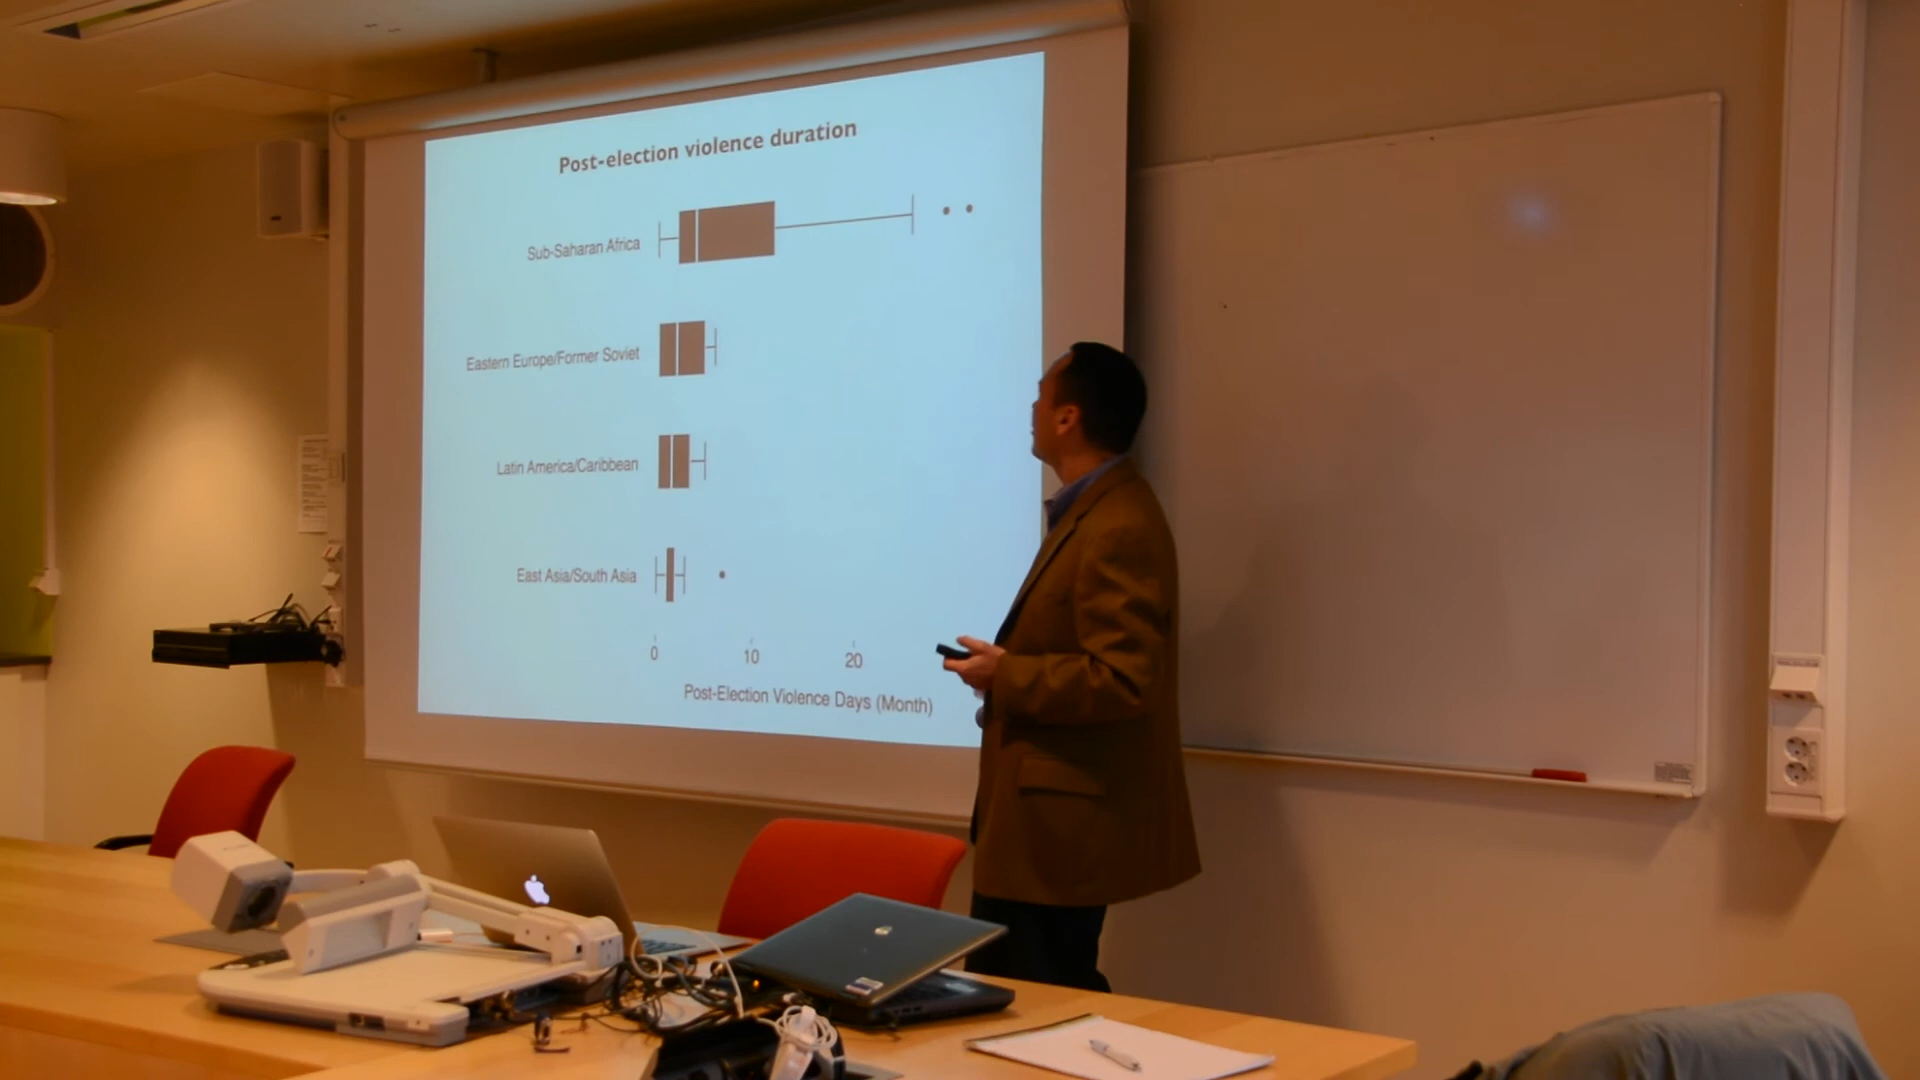 Post-election violence duration
Sub-Saharan Africa
Eastern Europe/Former Soviet
Latin America/Caribbean
East Asia/South Asia
0 10 20
Post-Election Violence Days (Month)